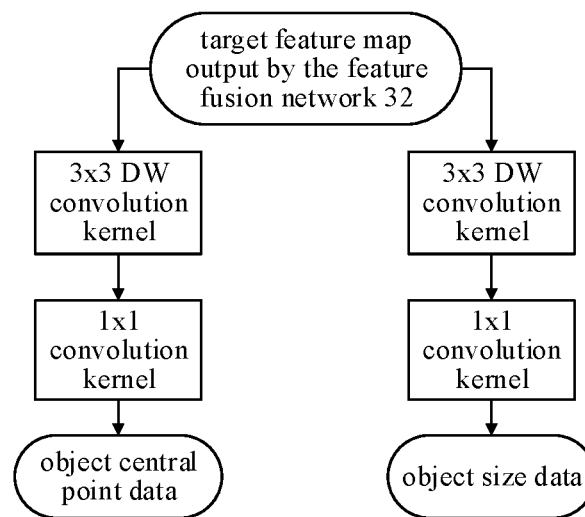 target feature map
output by the feature
fusion network 32
3x3 DW
convolution
kernel
3x3 DW
convolution
kernel
1x1
convolution
kernel
1x1
convolution
kernel
object central
point data
object size data